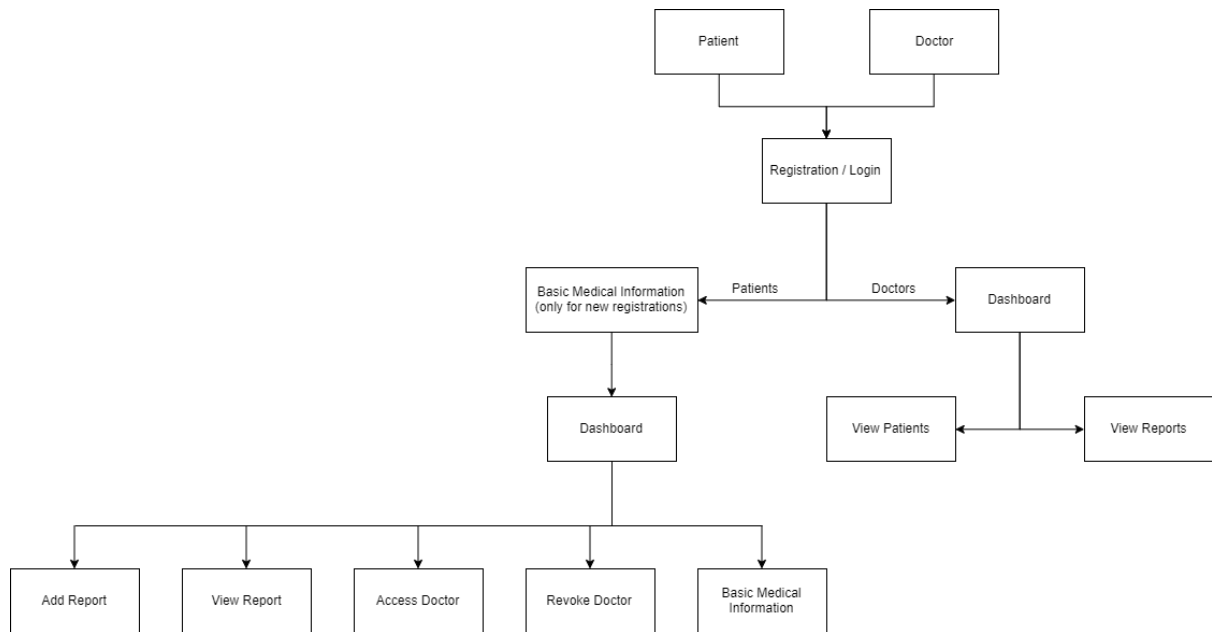 Patient
Doctor
Registration / Login
Basic Medical Information
(only for new registrations)
Patients
Doctors
Dashboard
Dashboard
View Patients
View Reports
Add Report
View Report
Access Doctor
Revoke Doctor
Basic Medical
Information